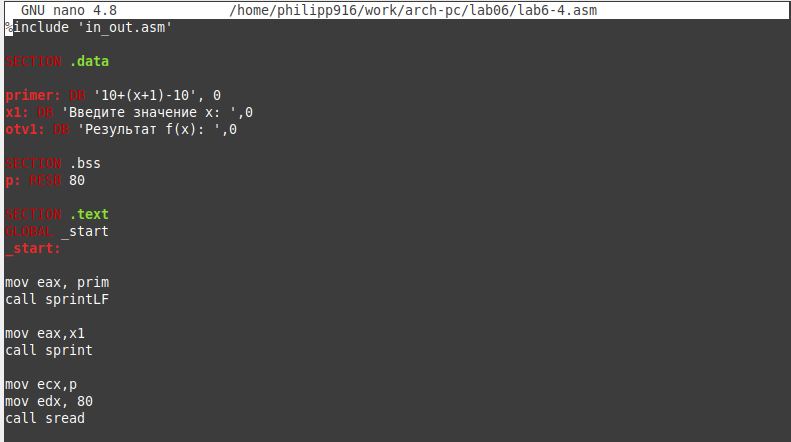 GNU nano 4.8 /home/philipp916/work/arch-pc/lab06/lab6-4.asm
%include 'in_out.asm'
SECTION .data
primer: DB '10+(x+1)-10', 0
x1: DB 'Введите значение x: ',0
otv1: DB 'Результат f(x): ',0
SECTION .bss
p: RESB 80
SECTION .text
GLOBAL _start
_start:
mov eax, prim
call sprintLF
mov eax,x1
call sprint
mov ecx,p
mov edx, 80
call sread